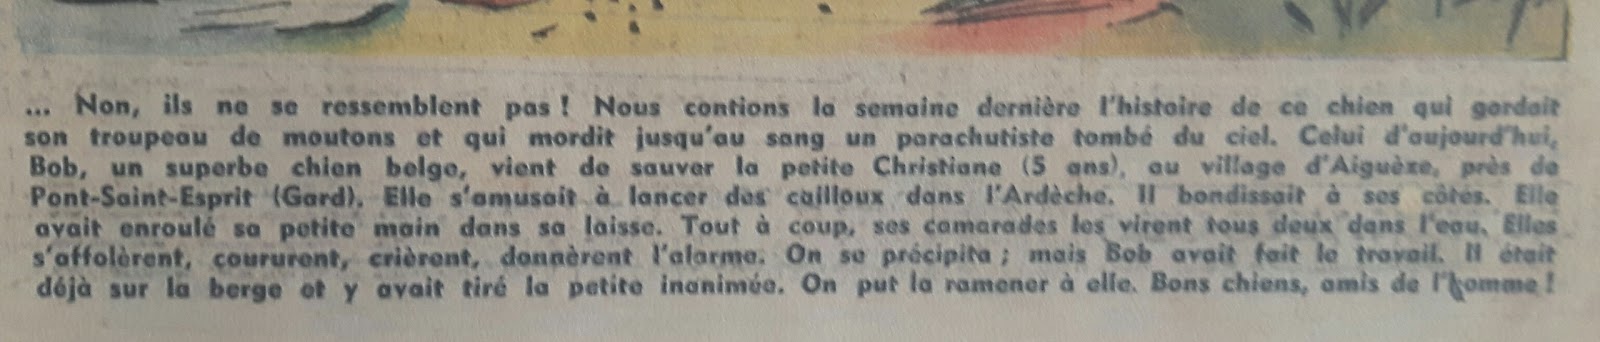 ... Non, ils ne se ressemblent pas ! Nous contions la semaine dernière l'histoire de ce chien qui gardait
son troupeau de moutons et qui mordit jusqu'au sang un parachutiste tombé du ciel. Celui d'aujourd'hui,
Bob, un superbe chien belge, vient de sauver la petite Christiane (5 ans), au village d'Aiguèze, près de
Pont-Saint-Esprit (Gard). Elle s'amusait à lancer des cailloux dans l'Ardèche. Il bondissait à ses côtés. Elle
avait enroulé sa petite main dans sa laisse. Tout à coup, ses camarades les virent tous deux dans l'eau. Elles
s'affolèrent, coururent, crièrent, donnèrent l'alarme. On se précipita ; mais Bob avait fait le travail. Il était
déjà sur la berge et y avait tiré la petite inanimée. On put la ramener à elle. Bons chiens, amis de l'homme !